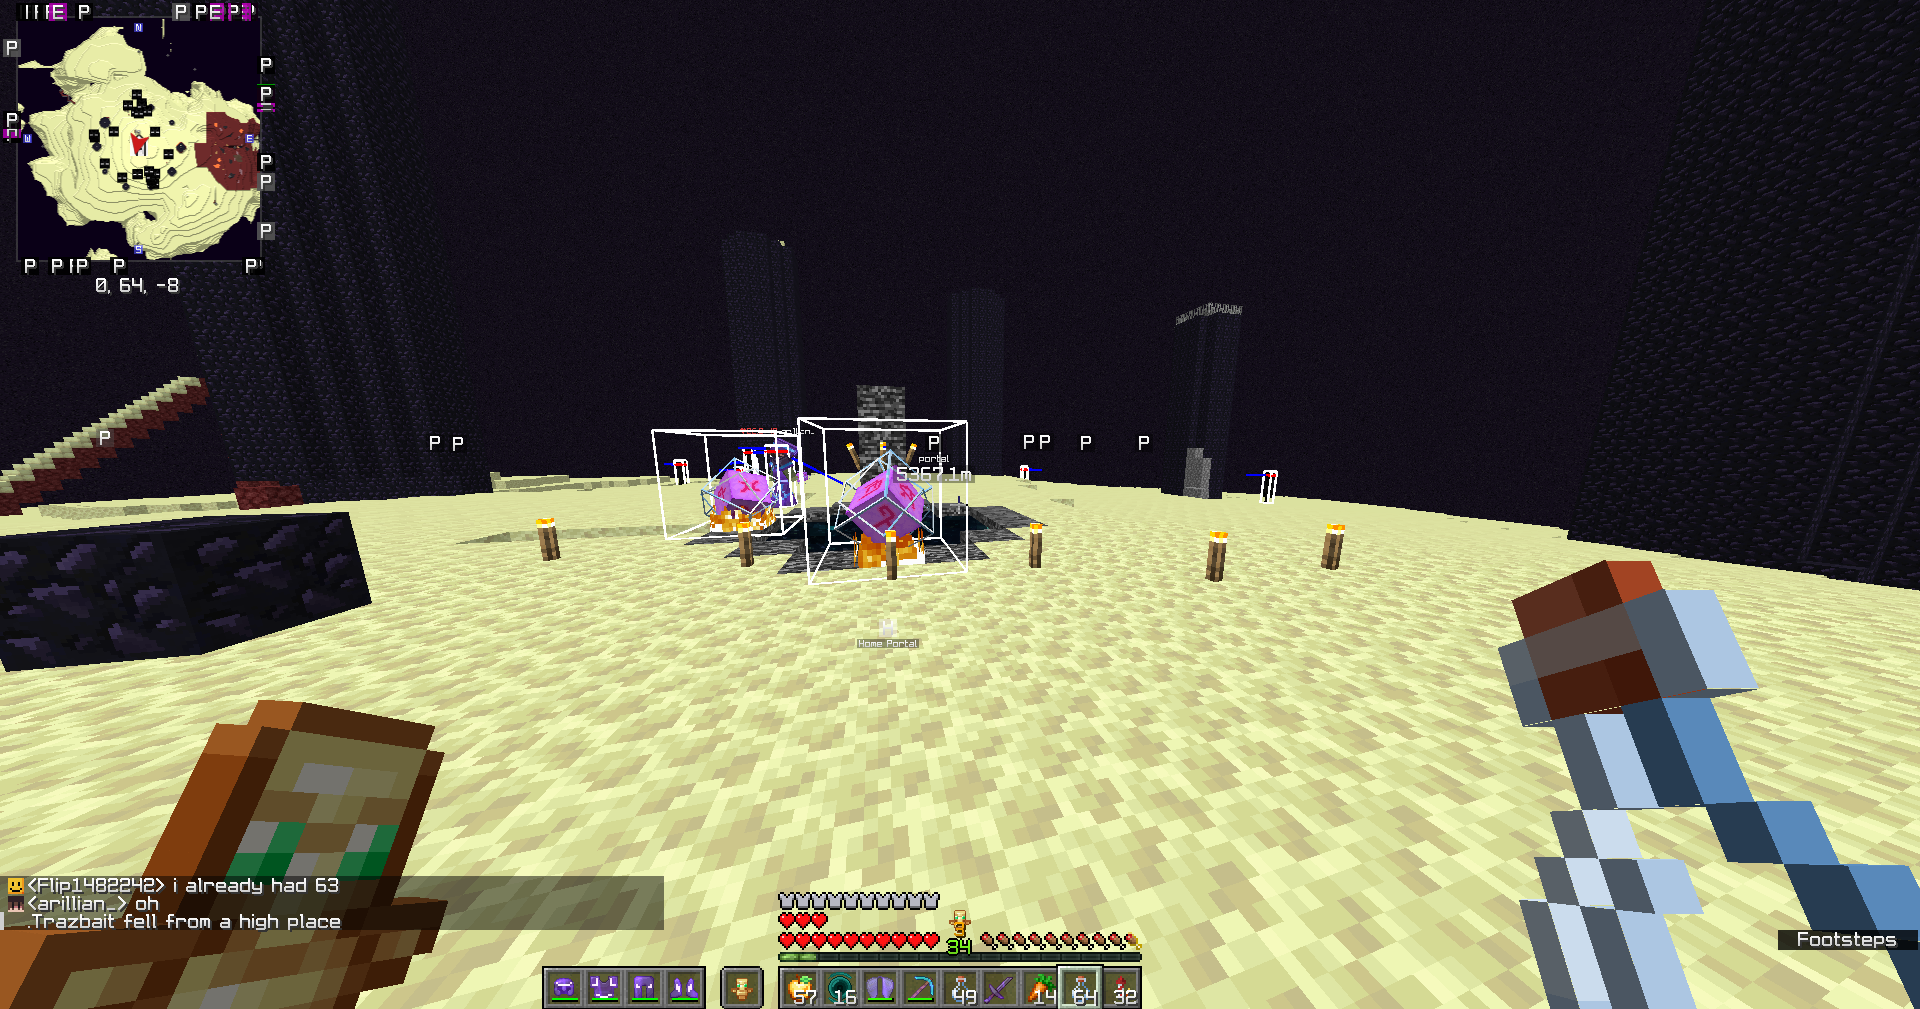 E P P P E P P
N
P
P
P
P
W E
P
P
P
S
P P P P P
0, 64, -8
P
P P P P P P P
portal
5367.1m
Home Portal
<Flip1482242> i already had 63
<arillian_> oh
.Trazbait fell from a high place
3
34
Footsteps
57 16 49 14 64 32